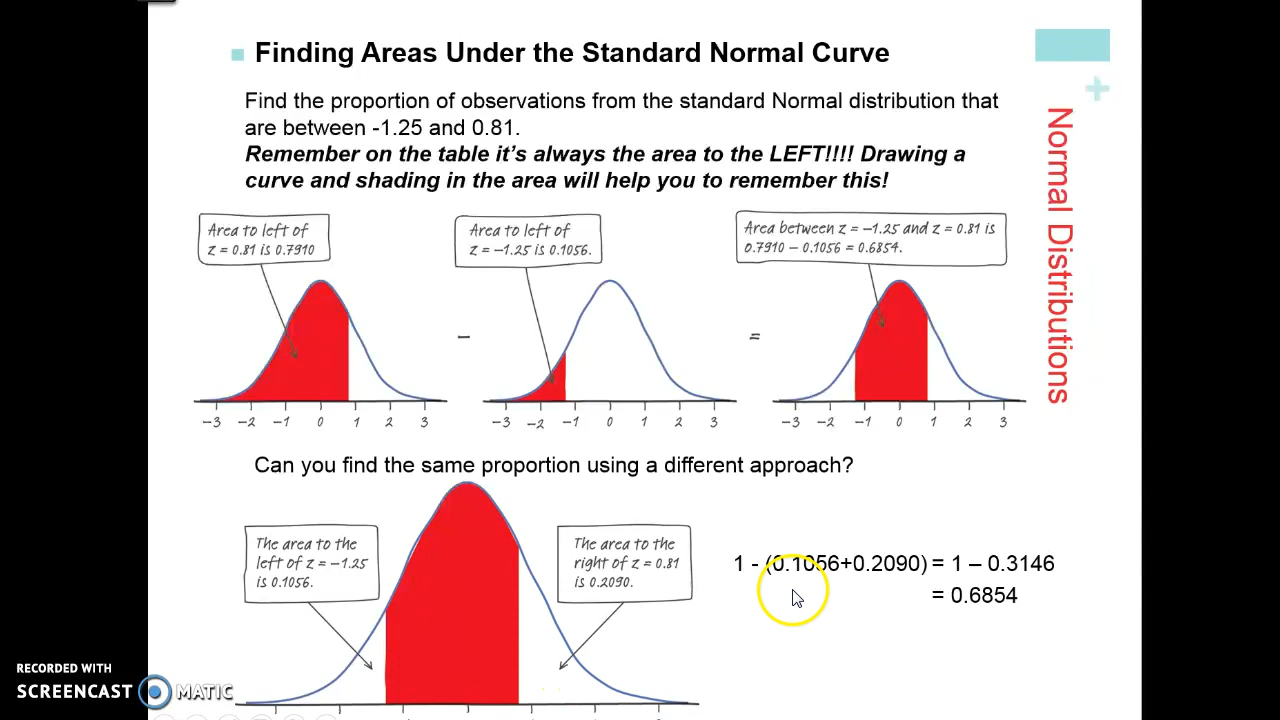 Finding Areas Under the Standard Normal Curve
Find the proportion of observations from the standard Normal distribution that
are between -1.25 and 0.81.
Remember on the table it's always the area to the LEFT!!!! Drawing a
curve and shading in the area will help you to remember this!
+
Normal Distributions
Area to left of
z = 0.81 is 0.7910
Area to left of
z = −1.25 is 0.1056.
Area between z = −1.25 and z = 0.81 is
0.7910 − 0.1056 = 0.6854.
−
=
−3 −2 −1 0 1 2 3
−3 −2 −1 0 1 2 3
−3 −2 −1 0 1 2 3
Can you find the same proportion using a different approach?
The area to the
left of z = −1.25
is 0.1056.
The area to the
right of z = 0.81
is 0.2090.
1 - (0.1056+0.2090) = 1 – 0.3146
= 0.6854
RECORDED WITH
SCREENCAST MATIC